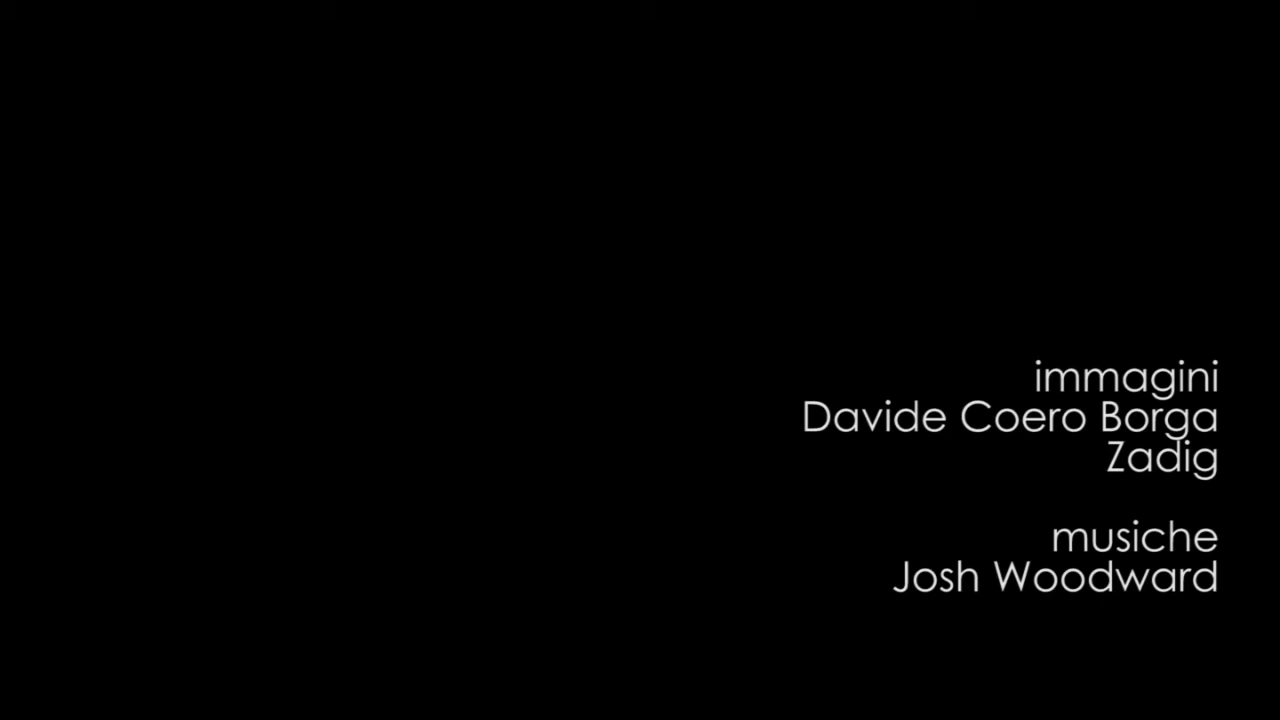 immagini
Davide Coero Borga
Zadig
musiche
Josh Woodward